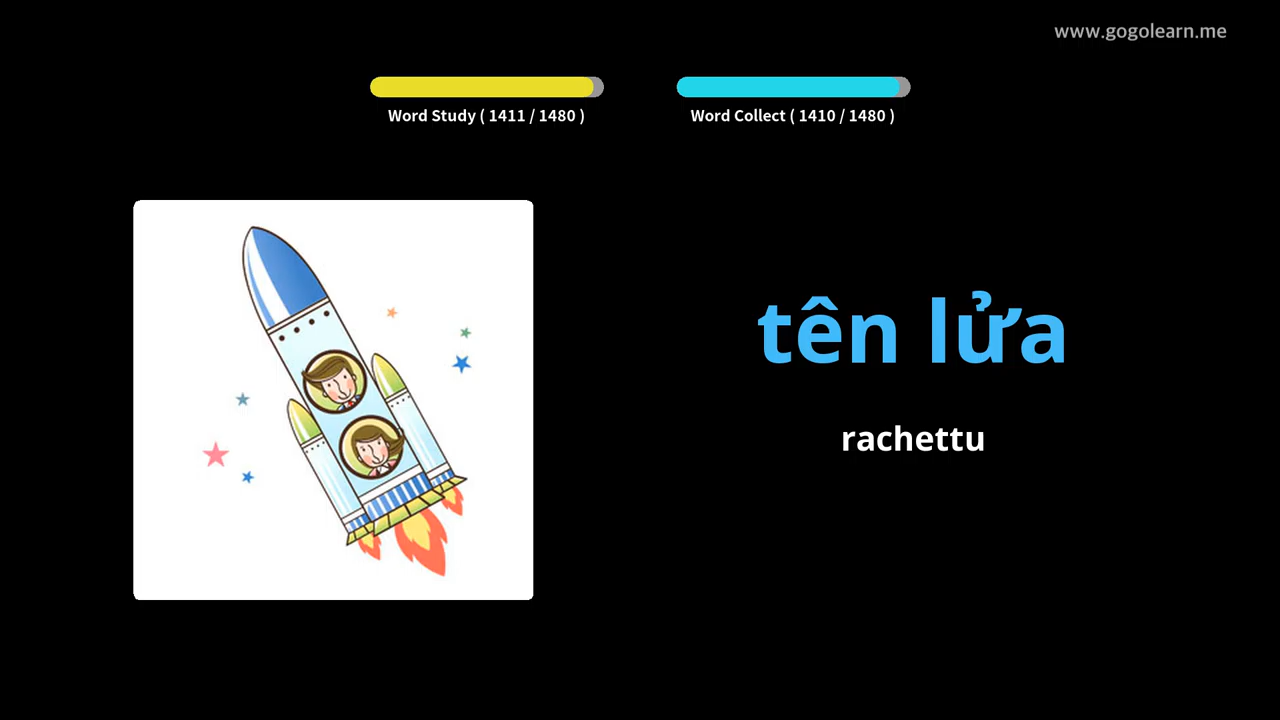 www.gogolearn.me
Word Study ( 1411 / 1480 )
Word Collect ( 1410 / 1480 )
tên lửa
rachettu